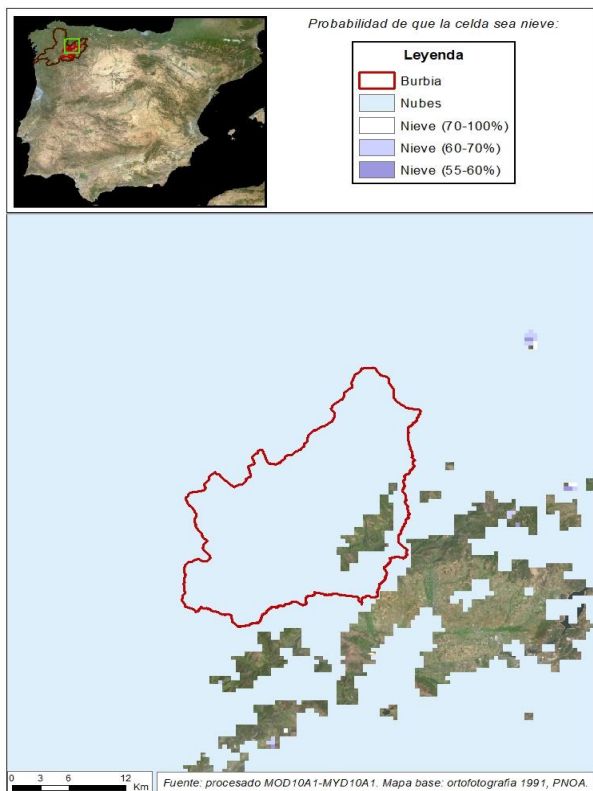 Probabilidad de que la celda sea nieve:
Leyenda
Burbia
Nubes
Nieve (70-100%)
Nieve (60-70%)
Nieve (55-60%)
0 3 6 12
Km
Fuente: procesado MOD10A1-MYD10A1. Mapa base: ortofotografía 1991, PNOA.